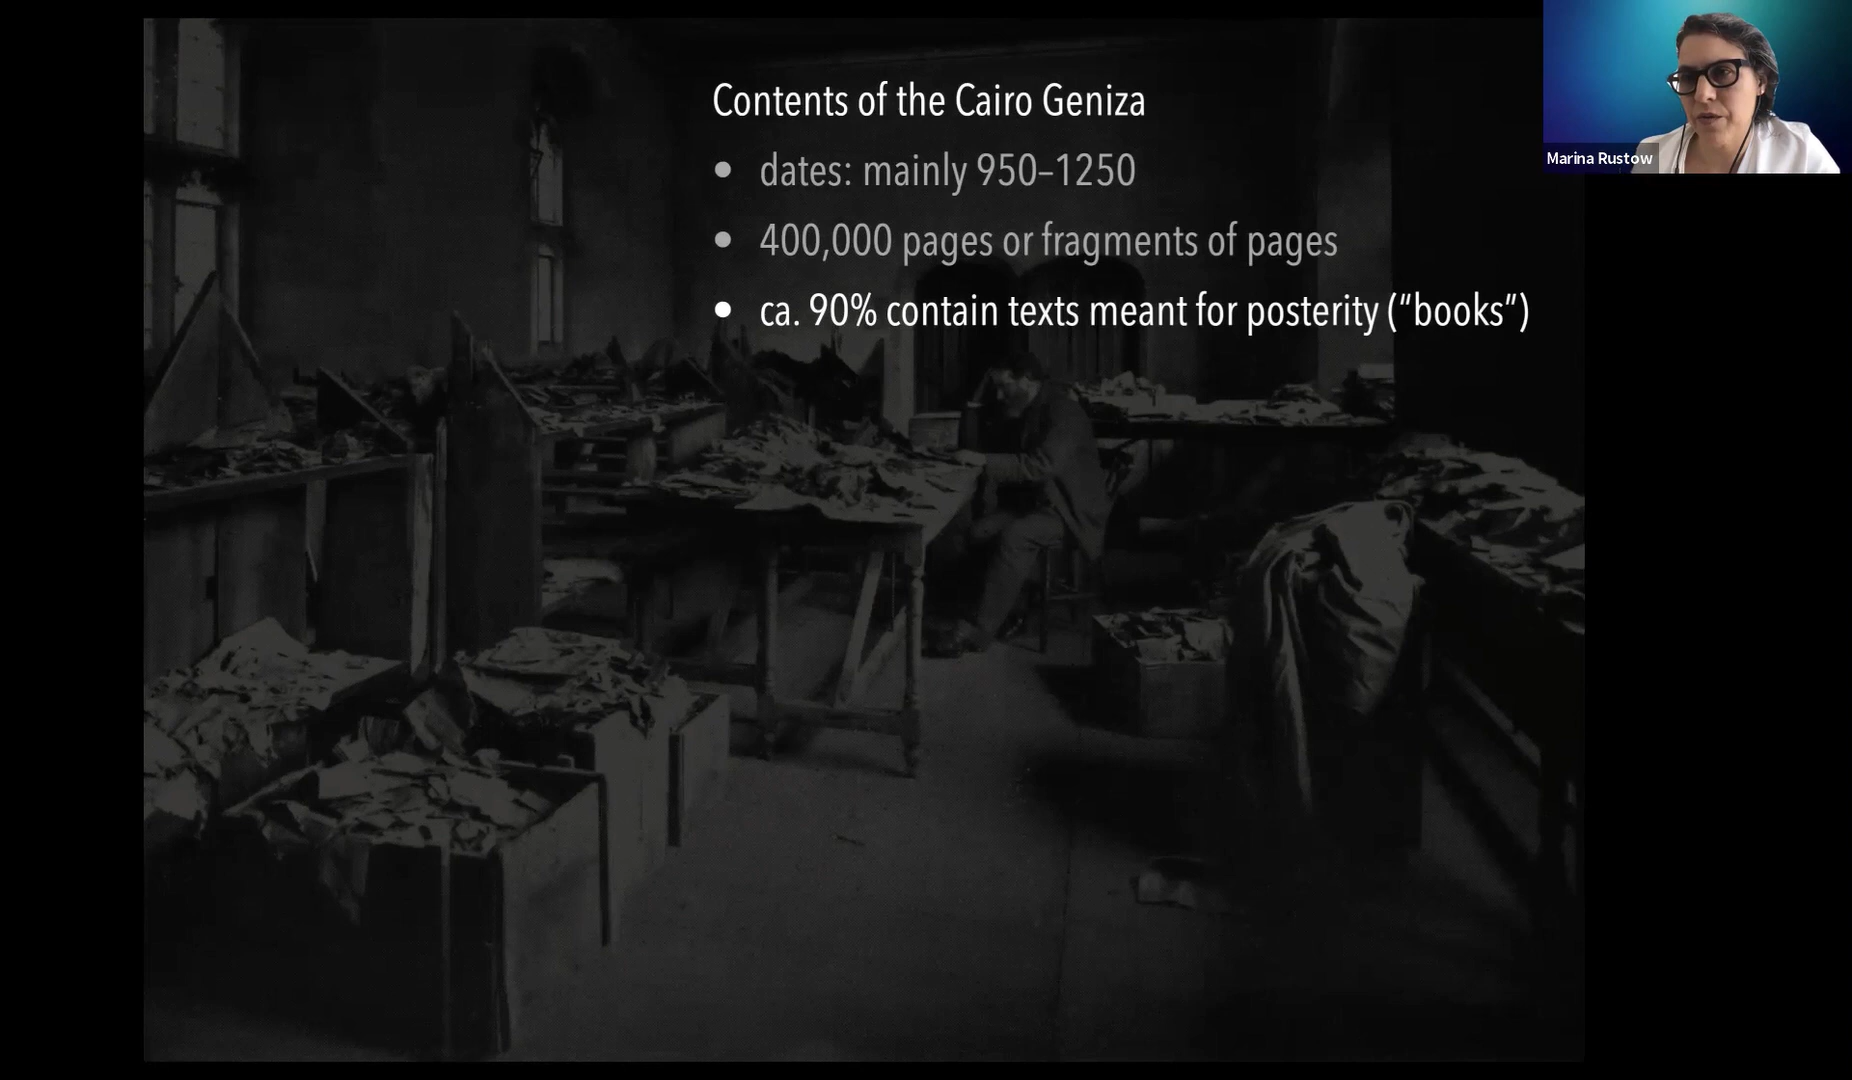 Contents of the Cairo Geniza
• dates: mainly 950–1250
• 400,000 pages or fragments of pages
• ca. 90% contain texts meant for posterity (“books”)
Marina Rustow